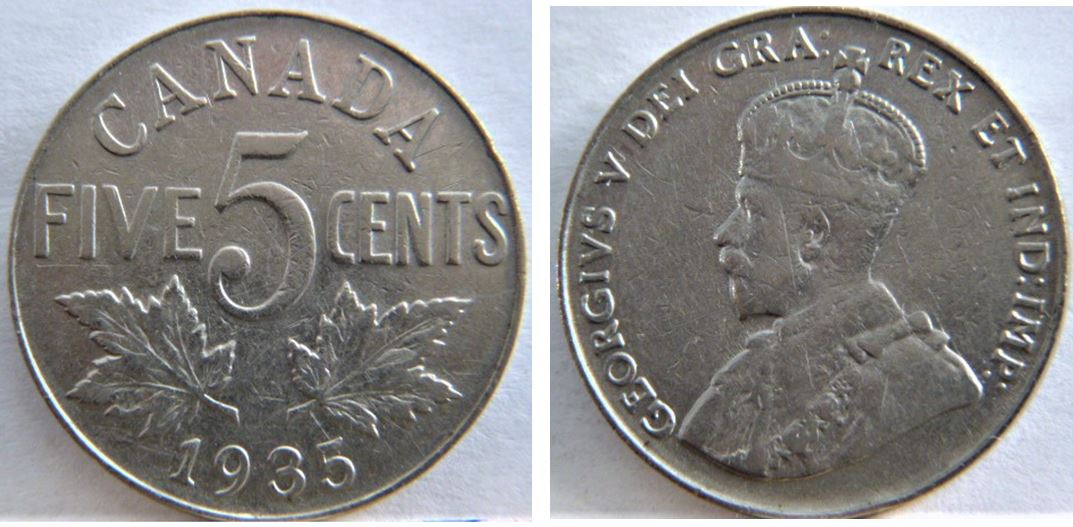 CANADA
FIVE 5 CENTS
1935
GEORGIVS V DEI GRA: REX ET IND:IMP: